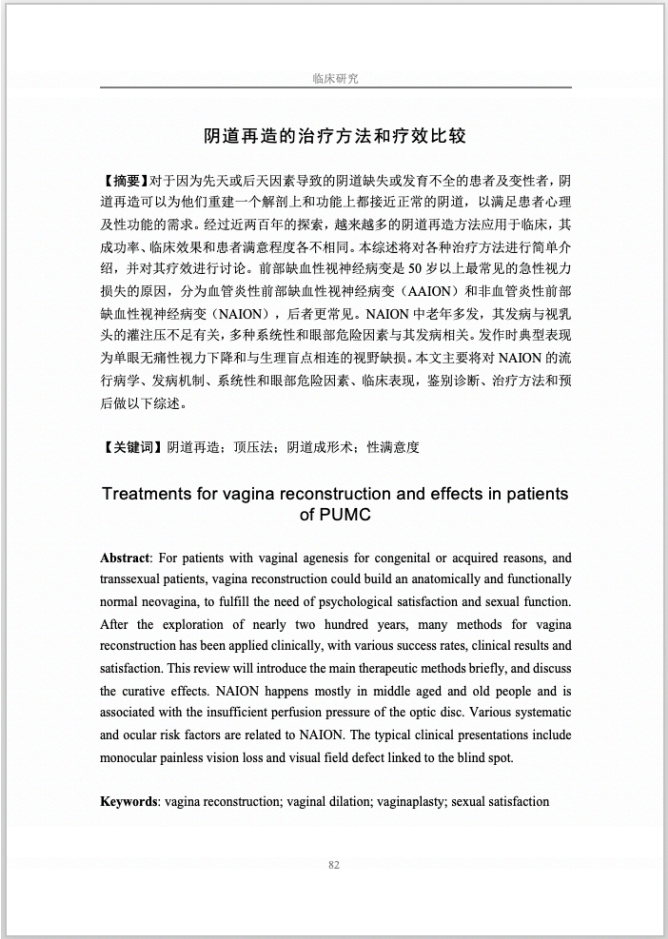 临床研究
阴道再造的治疗方法和疗效比较
【摘要】对于因为先天或后天因素导致的阴道缺失或发育不全的患者及变性者，阴
道再造可以为他们重建一个解剖上和功能上都接近正常的阴道，以满足患者心理
及性功能的需求。经过近两百年的探索，越来越多的阴道再造方法应用于临床，其
成功率、临床效果和患者满意程度各不相同。本综述将对各种治疗方法进行简单介
绍，并对其疗效进行讨论。前部缺血性视神经病变是 50 岁以上最常见的急性视力
损失的原因，分为血管炎性前部缺血性视神经病变（AAION）和非血管炎性前部
缺血性视神经病变（NAION），后者更常见。NAION 中老年多发，其发病与视乳
头的灌注压不足有关，多种系统性和眼部危险因素与其发病相关。发作时典型表现
为单眼无痛性视力下降和与生理盲点相连的视野缺损。本文主要将对 NAION 的流
行病学、发病机制、系统性和眼部危险因素、临床表现，鉴别诊断、治疗方法和预
后做以下综述。
【关键词】阴道再造；顶压法；阴道成形术；性满意度
Treatments for vagina reconstruction and effects in patients
of PUMC
Abstract: For patients with vaginal agenesis for congenital or acquired reasons, and
transsexual patients, vagina reconstruction could build an anatomically and functionally
normal neovagina, to fulfill the need of psychological satisfaction and sexual function.
After the exploration of nearly two hundred years, many methods for vagina
reconstruction has been applied clinically, with various success rates, clinical results and
satisfaction. This review will introduce the main therapeutic methods briefly, and discuss
the curative effects. NAION happens mostly in middle aged and old people and is
associated with the insufficient perfusion pressure of the optic disc. Various systematic
and ocular risk factors are related to NAION. The typical clinical presentations include
monocular painless vision loss and visual field defect linked to the blind spot.
Keywords: vagina reconstruction; vaginal dilation; vaginaplasty; sexual satisfaction
82